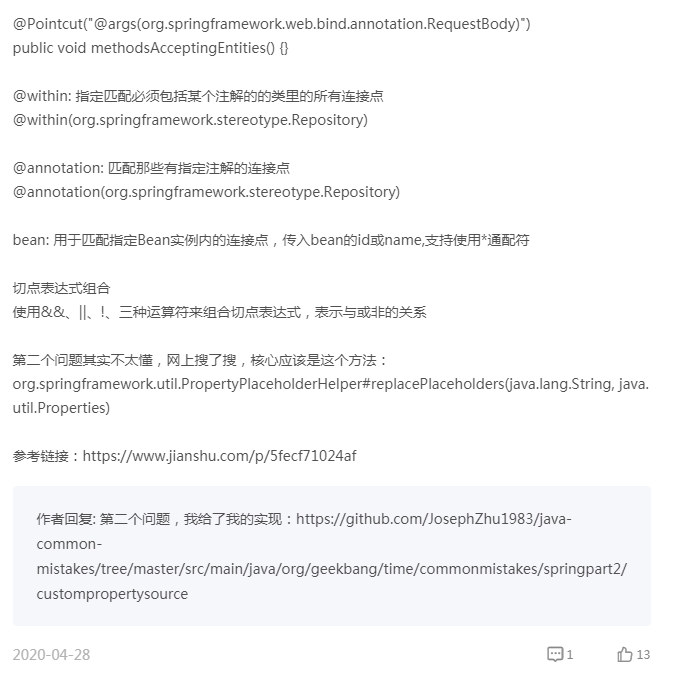 @Pointcut("@args(org.springframework.web.bind.annotation.RequestBody)")
public void methodsAcceptingEntities() {}
@within: 指定匹配必须包括某个注解的的类里的所有连接点
@within(org.springframework.stereotype.Repository)
@annotation: 匹配那些有指定注解的连接点
@annotation(org.springframework.stereotype.Repository)
bean: 用于匹配指定Bean实例内的连接点，传入bean的id或name,支持使用*通配符
切点表达式组合
使用&&、||、!、三种运算符来组合切点表达式，表示与或非的关系
第二个问题其实不太懂，网上搜了搜，核心应该是这个方法：
org.springframework.util.PropertyPlaceholderHelper#replacePlaceholders(java.lang.String, java.
util.Properties)
参考链接：https://www.jianshu.com/p/5fecf71024af
作者回复: 第二个问题，我给了我的实现：https://github.com/JosephZhu1983/java-
common-
mistakes/tree/master/src/main/java/org/geekbang/time/commonmistakes/springpart2/
custompropertysource
2020-04-28 1 13